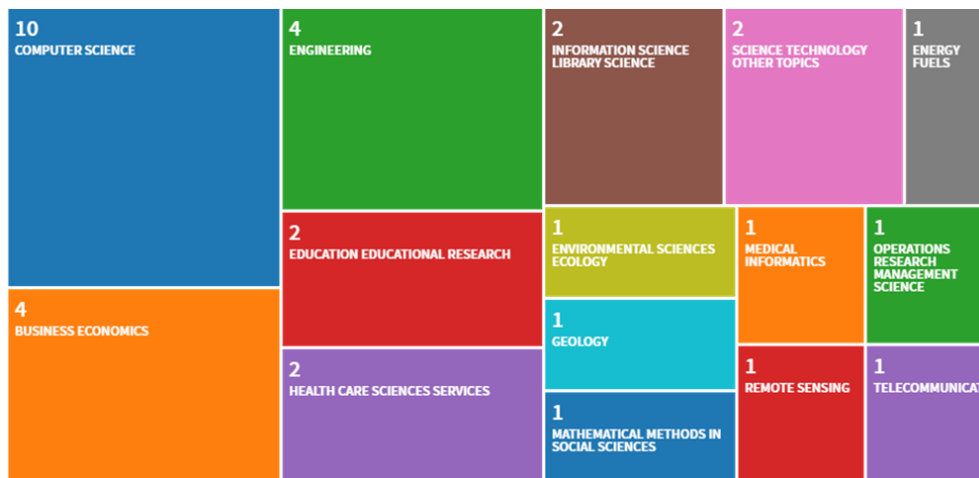 10
COMPUTER SCIENCE
4
BUSINESS ECONOMICS
4
ENGINEERING
2
EDUCATION EDUCATIONAL RESEARCH
2
HEALTH CARE SCIENCES SERVICES
2
INFORMATION SCIENCE
LIBRARY SCIENCE
2
SCIENCE TECHNOLOGY
OTHER TOPICS
1
ENERGY
FUELS
1
ENVIRONMENTAL SCIENCES
ECOLOGY
1
GEOLOGY
1
MATHEMATICAL METHODS IN
SOCIAL SCIENCES
1
MEDICAL
INFORMATICS
1
OPERATIONS
RESEARCH
MANAGEMENT
SCIENCE
1
REMOTE SENSING
1
TELECOMMUNICAT